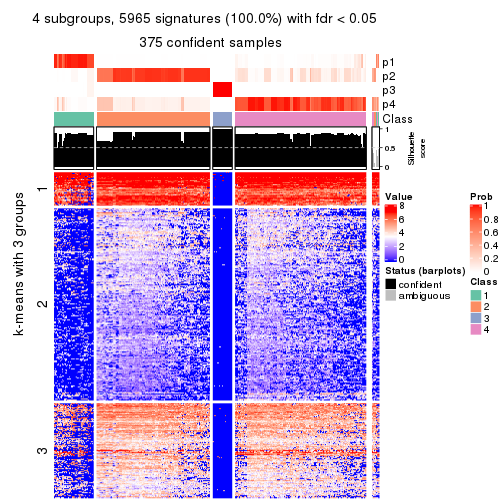 4 subgroups, 5965 signatures (100.0%) with fdr < 0.05
375 confident samples
p1
p2
p3
p4
Class
1
0.5
0
Silhouette
score
k-means with 3 groups
1
2
3
Value
8
6
4
2
0
Status (barplots)
confident
ambiguous
Prob
1
0.8
0.6
0.4
0.2
0
Class
1
2
3
4